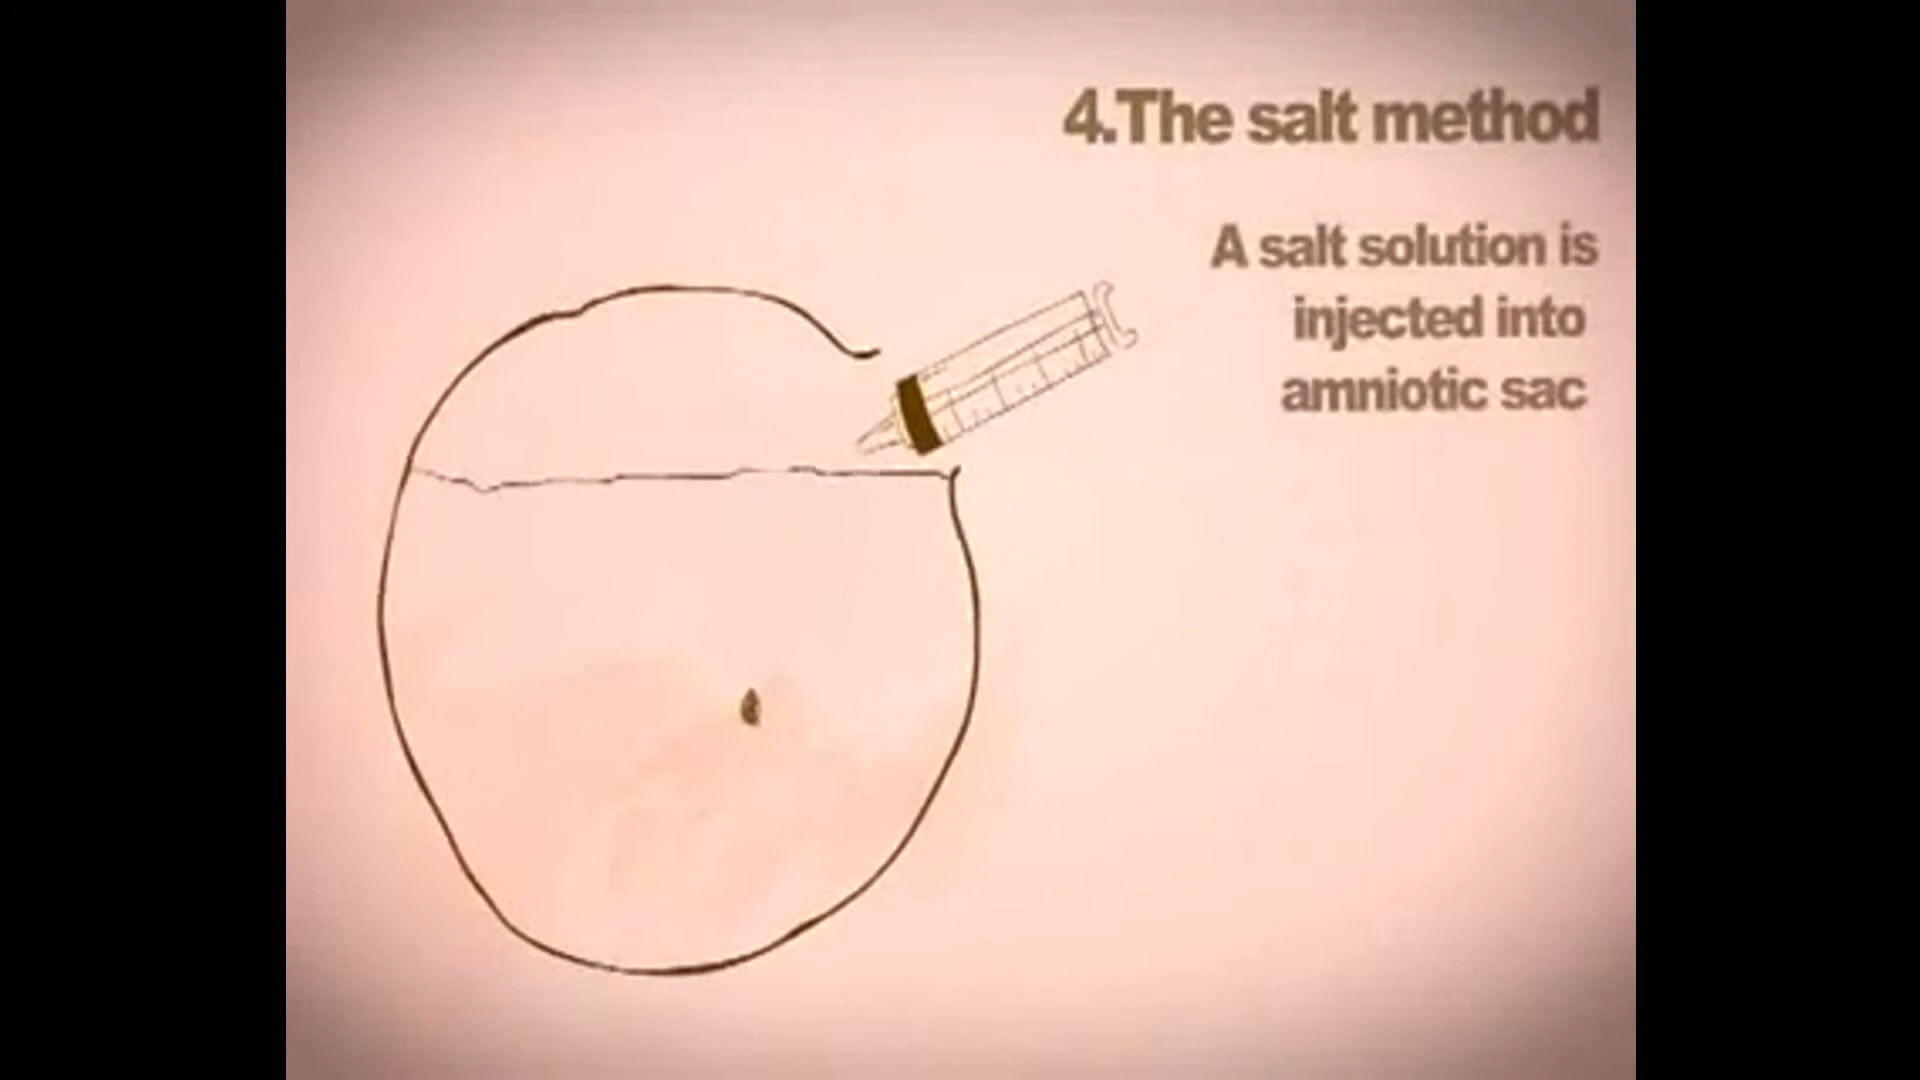 4.The salt method
A salt solution is
injected into
amniotic sac